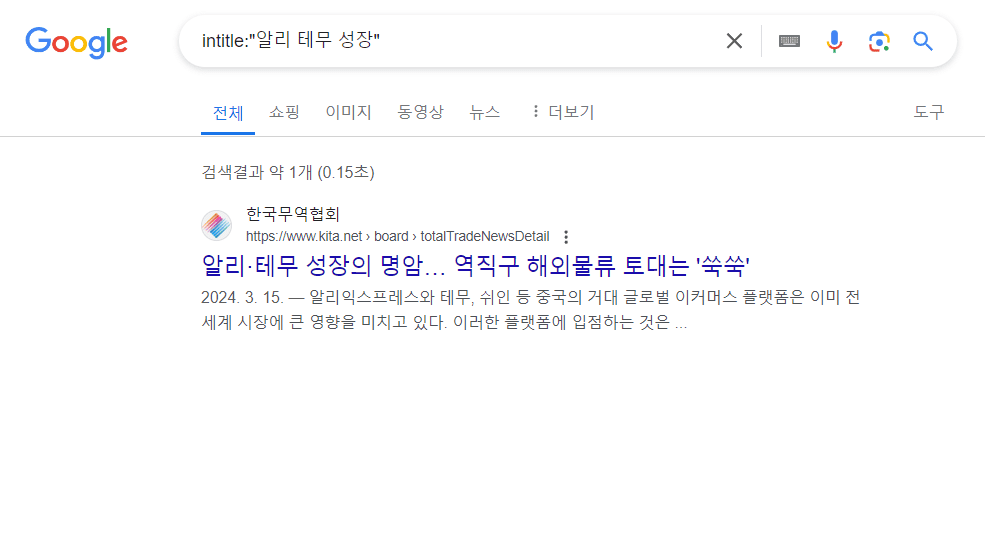 Google
intitle:"알리 테무 성장"
전체 쇼핑 이미지 동영상 뉴스 더보기 도구
검색결과 약 1개 (0.15초)
한국무역협회
https://www.kita.net › board › totalTradeNewsDetail
알리·테무 성장의 명암... 역직구 해외물류 토대는 '쑥쑥'
2024. 3. 15. — 알리익스프레스와 테무, 쉬인 등 중국의 거대 글로벌 이커머스 플랫폼은 이미 전
세계 시장에 큰 영향을 미치고 있다. 이러한 플랫폼에 입점하는 것은 ...